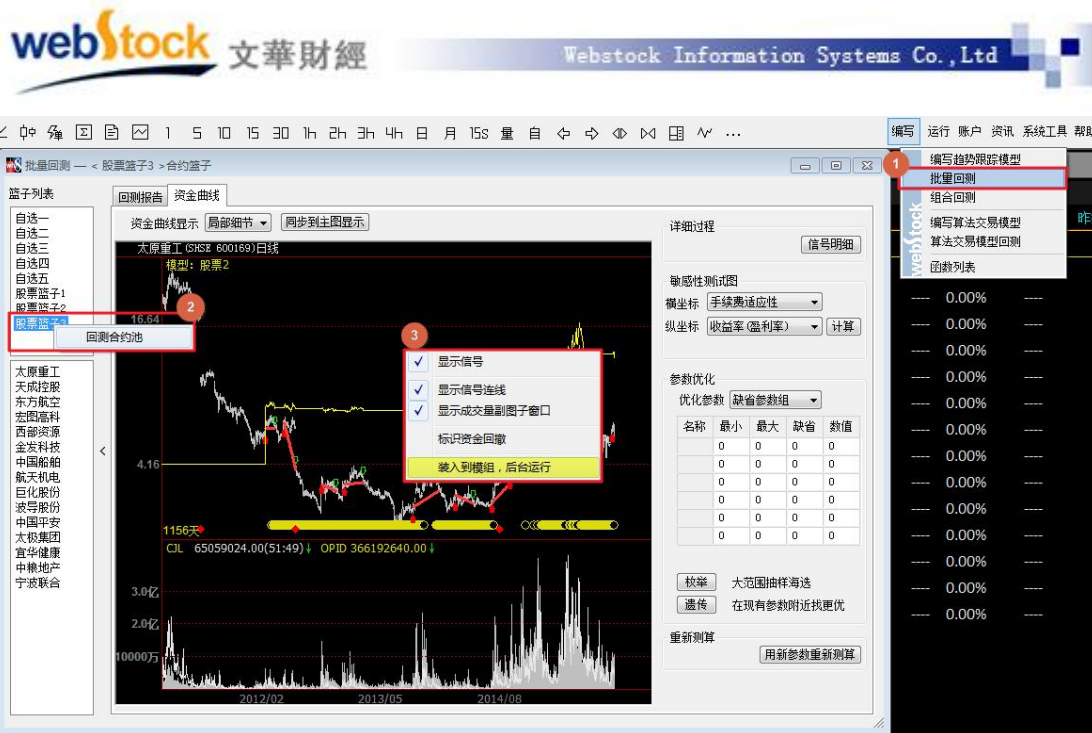 webstock 文華財經
Webstock Information Systems Co.,Ltd
1 5 10 15 30 1h 2h 3h 4h 日 月 15s 量 自 ...
编写 运行 账户 资讯 系统工具 帮助
批量回测 — < 股票篮子3 >合约篮子
1
编写趋势跟踪模型
批量回测
组合回测
编写算法交易模型
算法交易模型回测
函数列表
webstock
昨
篮子列表
自选一
自选二
自选三
自选四
自选五
股票篮子1
股票篮子2
股票篮子3
2
回测合约池
太原重工
天成控股
东方航空
宏图高科
西部资源
金发科技
中国船舶
航天机电
巨化股份
波导股份
中国平安
太极集团
宜华健康
中粮地产
宁波联合
回测报告 资金曲线
资金曲线显示 局部细节 同步到主图显示
太原重工(SHSE 600169)日线
模型: 股票2
16.64
4.16
1156天
3
显示信号
显示信号连线
显示成交量副图子窗口
标识资金回撤
装入到模组，后台运行
CJL 65059024.00(51:49)↓ OPID 366192640.00↓
3.0亿
2.0亿
10000万
2012/02 2013/05 2014/08
详细过程
信号明细
敏感性测试图
横坐标 手续费适应性
纵坐标 收益率(盈利率) 计算
参数优化
优化参数 缺省参数组
名称 最小 最大 缺省 数值
0 0 0 0
0 0 0 0
0 0 0 0
0 0 0 0
0 0 0 0
0 0 0 0
枚举 大范围抽样海选
遗传 在现有参数附近找更优
重新测算
用新参数重新测算
---- 0.00% ----
---- 0.00% ----
---- 0.00% ----
---- 0.00% ----
---- 0.00% ----
---- 0.00% ----
---- 0.00% ----
---- 0.00% ----
---- 0.00% ----
---- 0.00% ----
---- 0.00% ----
---- 0.00% ----
---- 0.00% ----